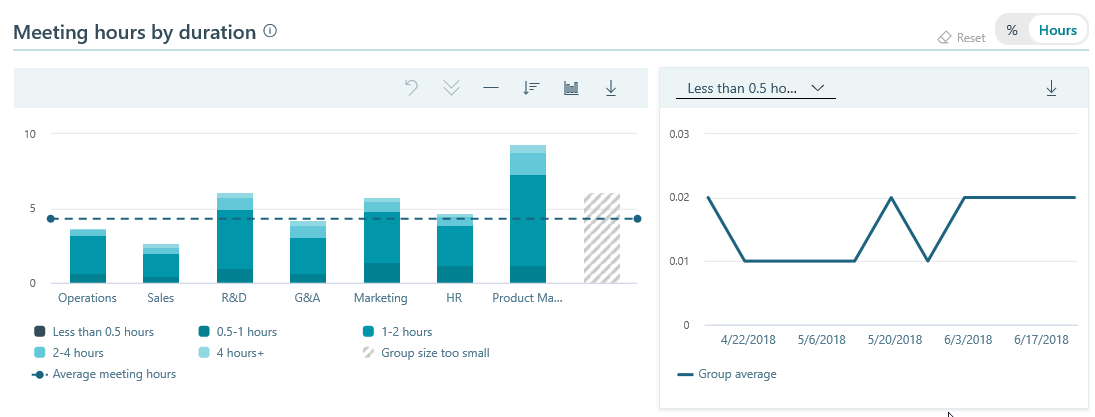 Meeting hours by duration
Reset
% Hours
Less than 0.5 ho...
10
5
0
Operations Sales R&D G&A Marketing HR Product Ma...
Less than 0.5 hours 0.5-1 hours 1-2 hours
2-4 hours 4 hours+ Group size too small
Average meeting hours
0.03
0.02
0.01
0
4/22/2018 5/6/2018 5/20/2018 6/3/2018 6/17/2018
Group average